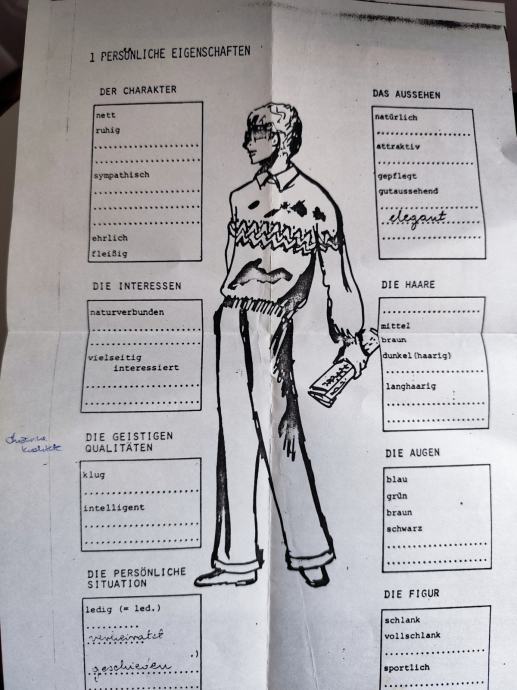 1 PERSÖNLICHE EIGENSCHAFTEN
DER CHARAKTER
nett
ruhig
sympathisch
ehrlich
fleißig
DIE INTERESSEN
naturverbunden
vielseitig
interessiert
DIE GEISTIGEN
QUALITÄTEN
klug
intelligent
DIE PERSÖNLICHE
SITUATION
ledig (= led.)
verheiratet
.)
geschieden
DAS AUSSEHEN
natürlich
attraktiv
gepflegt
gutaussehend
elegant
DIE HAARE
mittel
braun
dunkel(haarig)
langhaarig
DIE AUGEN
blau
grün
braun
schwarz
DIE FIGUR
schlank
vollschlank
sportlich